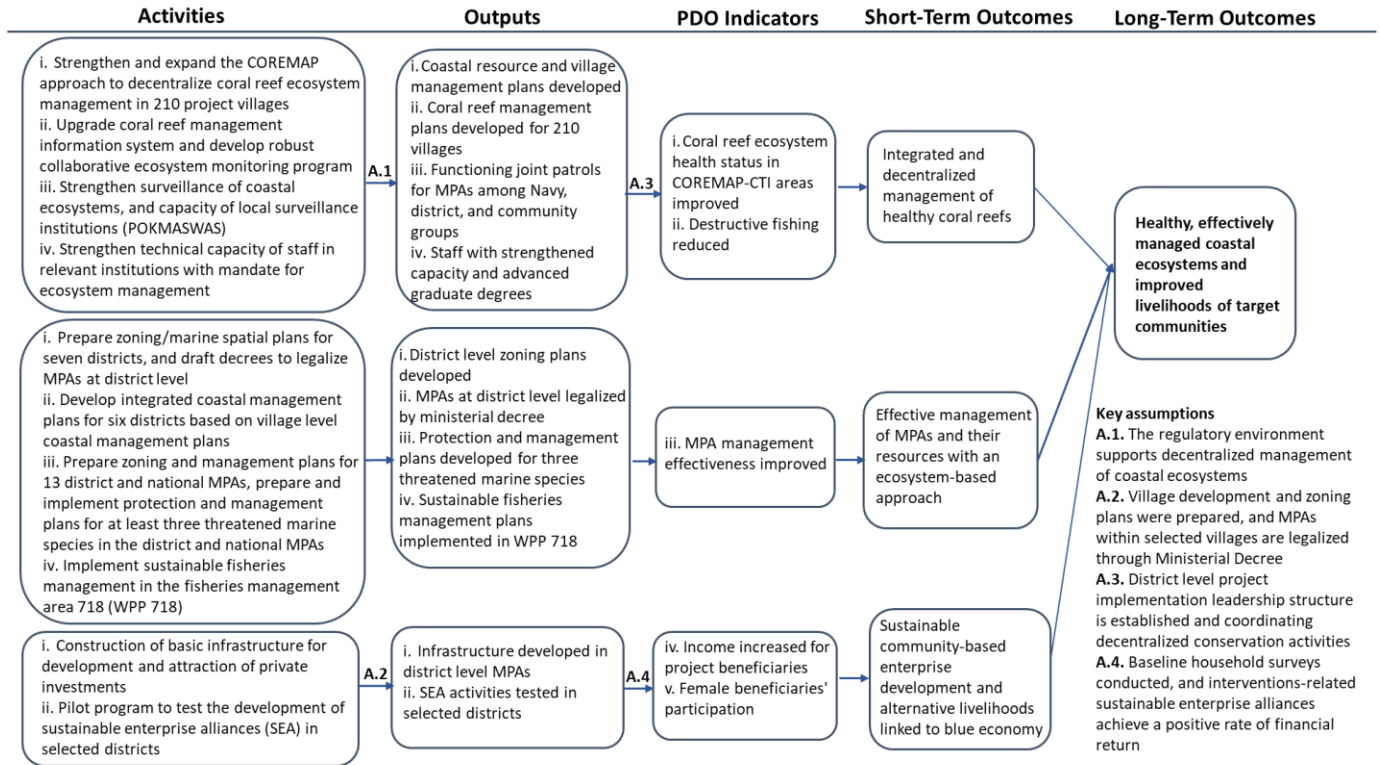 Activities
Outputs
PDO Indicators
Short-Term Outcomes
Long-Term Outcomes
i. Strengthen and expand the COREMAP
approach to decentralize coral reef ecosystem
management in 210 project villages
ii. Upgrade coral reef management
information system and develop robust
collaborative ecosystem monitoring program
iii. Strengthen surveillance of coastal
ecosystems, and capacity of local surveillance
institutions (POKMASWAS)
iv. Strengthen technical capacity of staff in
relevant institutions with mandate for
ecosystem management
A.1
i. Coastal resource and village
management plans developed
ii. Coral reef management
plans developed for 210
villages
iii. Functioning joint patrols
for MPAs among Navy,
district, and community
groups
iv. Staff with strengthened
capacity and advanced
graduate degrees
A.3
i. Coral reef ecosystem
health status in
COREMAP-CTI areas
improved
ii. Destructive fishing
reduced
Integrated and
decentralized
management of
healthy coral reefs
Healthy, effectively
managed coastal
ecosystems and
improved
livelihoods of target
communities
i. Prepare zoning/marine spatial plans for
seven districts, and draft decrees to legalize
MPAs at district level
ii. Develop integrated coastal management
plans for six districts based on village level
coastal management plans
iii. Prepare zoning and management plans for
13 district and national MPAs, prepare and
implement protection and management
plans for at least three threatened marine
species in the district and national MPAs
iv. Implement sustainable fisheries
management in the fisheries management
area 718 (WPP 718)
i. District level zoning plans
developed
ii. MPAs at district level legalized
by ministerial decree
iii. Protection and management
plans developed for three
threatened marine species
iv. Sustainable fisheries
management plans
implemented in WPP 718
iii. MPA management
effectiveness improved
Effective management
of MPAs and their
resources with an
ecosystem-based
approach
i. Construction of basic infrastructure for
development and attraction of private
investments
ii. Pilot program to test the development of
sustainable enterprise alliances (SEA) in
selected districts
A.2
i. Infrastructure developed in
district level MPAs
ii. SEA activities tested in
selected districts
A.4
iv. Income increased for
project beneficiaries
v. Female beneficiaries'
participation
Sustainable
community-based
enterprise
development and
alternative livelihoods
linked to blue economy
Key assumptions
A.1. The regulatory environment
supports decentralized management
of coastal ecosystems
A.2. Village development and zoning
plans were prepared, and MPAs
within selected villages are legalized
through Ministerial Decree
A.3. District level project
implementation leadership structure
is established and coordinating
decentralized conservation activities
A.4. Baseline household surveys
conducted, and interventions-related
sustainable enterprise alliances
achieve a positive rate of financial
return